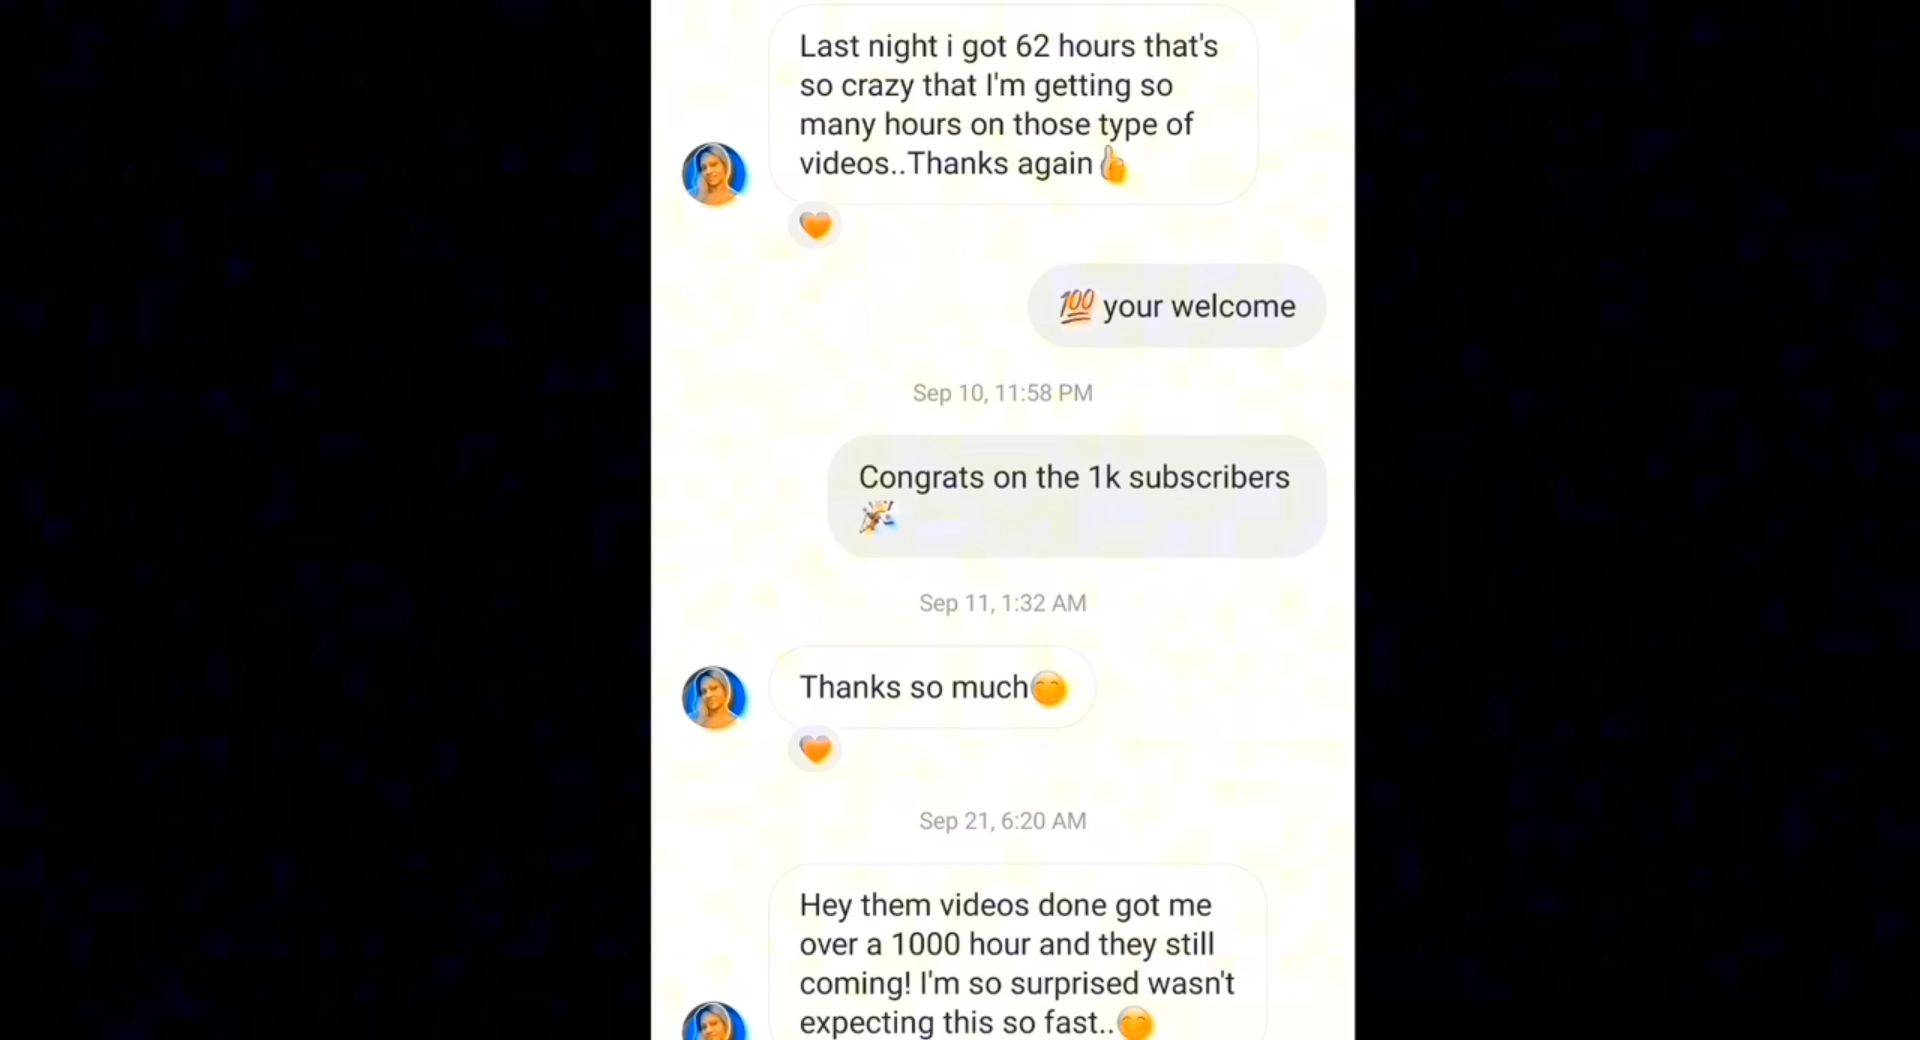 Last night i got 62 hours that's
so crazy that I'm getting so
many hours on those type of
videos..Thanks again👍
🧡
💯 your welcome
Sep 10, 11:58 PM
Congrats on the 1k subscribers
🎉
Sep 11, 1:32 AM
Thanks so much😊
🧡
Sep 21, 6:20 AM
Hey them videos done got me
over a 1000 hour and they still
coming! I'm so surprised wasn't
expecting this so fast..😊